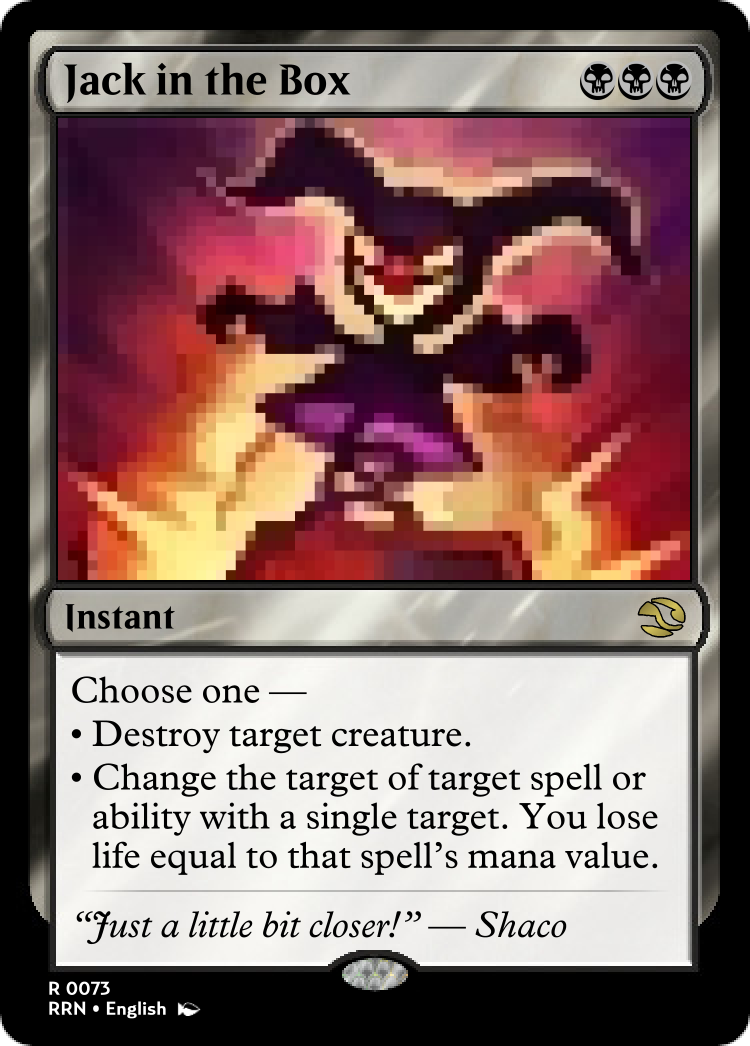 Jack in the Box
Instant
Choose one —
• Destroy target creature.
• Change the target of target spell or
ability with a single target. You lose
life equal to that spell’s mana value.
“Just a little bit closer!” — Shaco
R 0073
RRN • English